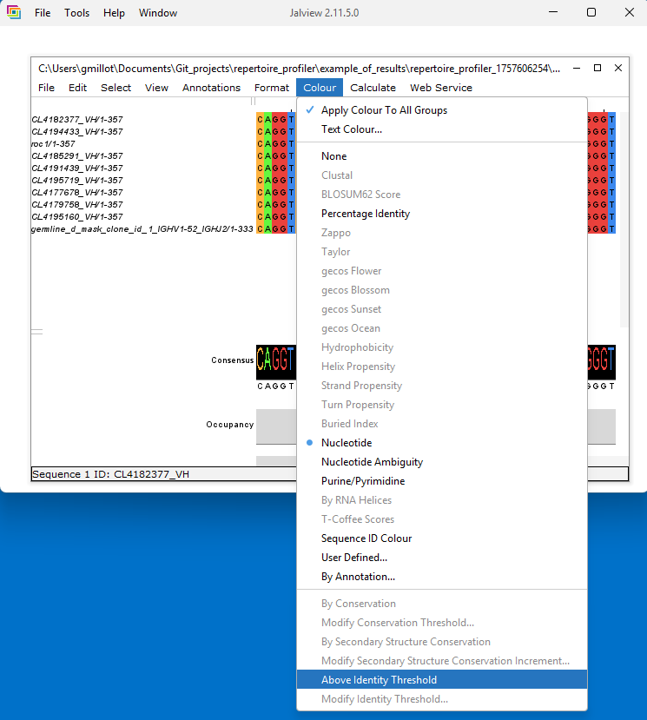 File Tools Help Window Jalview 2.11.5.0
C:\Users\gmillot\Documents\Git_projects\repertoire_profiler\example_of_results\repertoire_profiler_1757606254\...
File Edit Select View Annotations Format Colour Calculate Web Service
Apply Colour To All Groups
Text Colour...
None
Clustal
BLOSUM62 Score
Percentage Identity
Zappo
Taylor
gecos Flower
gecos Blossom
gecos Sunset
gecos Ocean
Hydrophobicity
Helix Propensity
Strand Propensity
Turn Propensity
Buried Index
Nucleotide
Nucleotide Ambiguity
Purine/Pyrimidine
By RNA Helices
T-Coffee Scores
Sequence ID Colour
User Defined...
By Annotation...
By Conservation
Modify Conservation Threshold...
By Secondary Structure Conservation
Modify Secondary Structure Conservation Increment...
Above Identity Threshold
Modify Identity Threshold...
CL4182377_VH/1-357 CAGGT GGGT
CL4194433_VH/1-357 CAGGT GGGT
roc1/1-357 CAGGT GGGT
CL4185291_VH/1-357 CAGGT GGGT
CL4191439_VH/1-357 CAGGT GGGT
CL4195719_VH/1-357 CAGGT GGGT
CL4177678_VH/1-357 CAGGT GGGT
CL4179758_VH/1-357 CAGGT GGGT
CL4195160_VH/1-357 CAGGT GGGT
germline_d_mask_clone_id_1_IGHV1-52_IGHJ2/1-333 CAGGT GGGT
Consensus CAGGT GGGT
CAGGT GGGT
Occupancy
Sequence 1 ID: CL4182377_VH